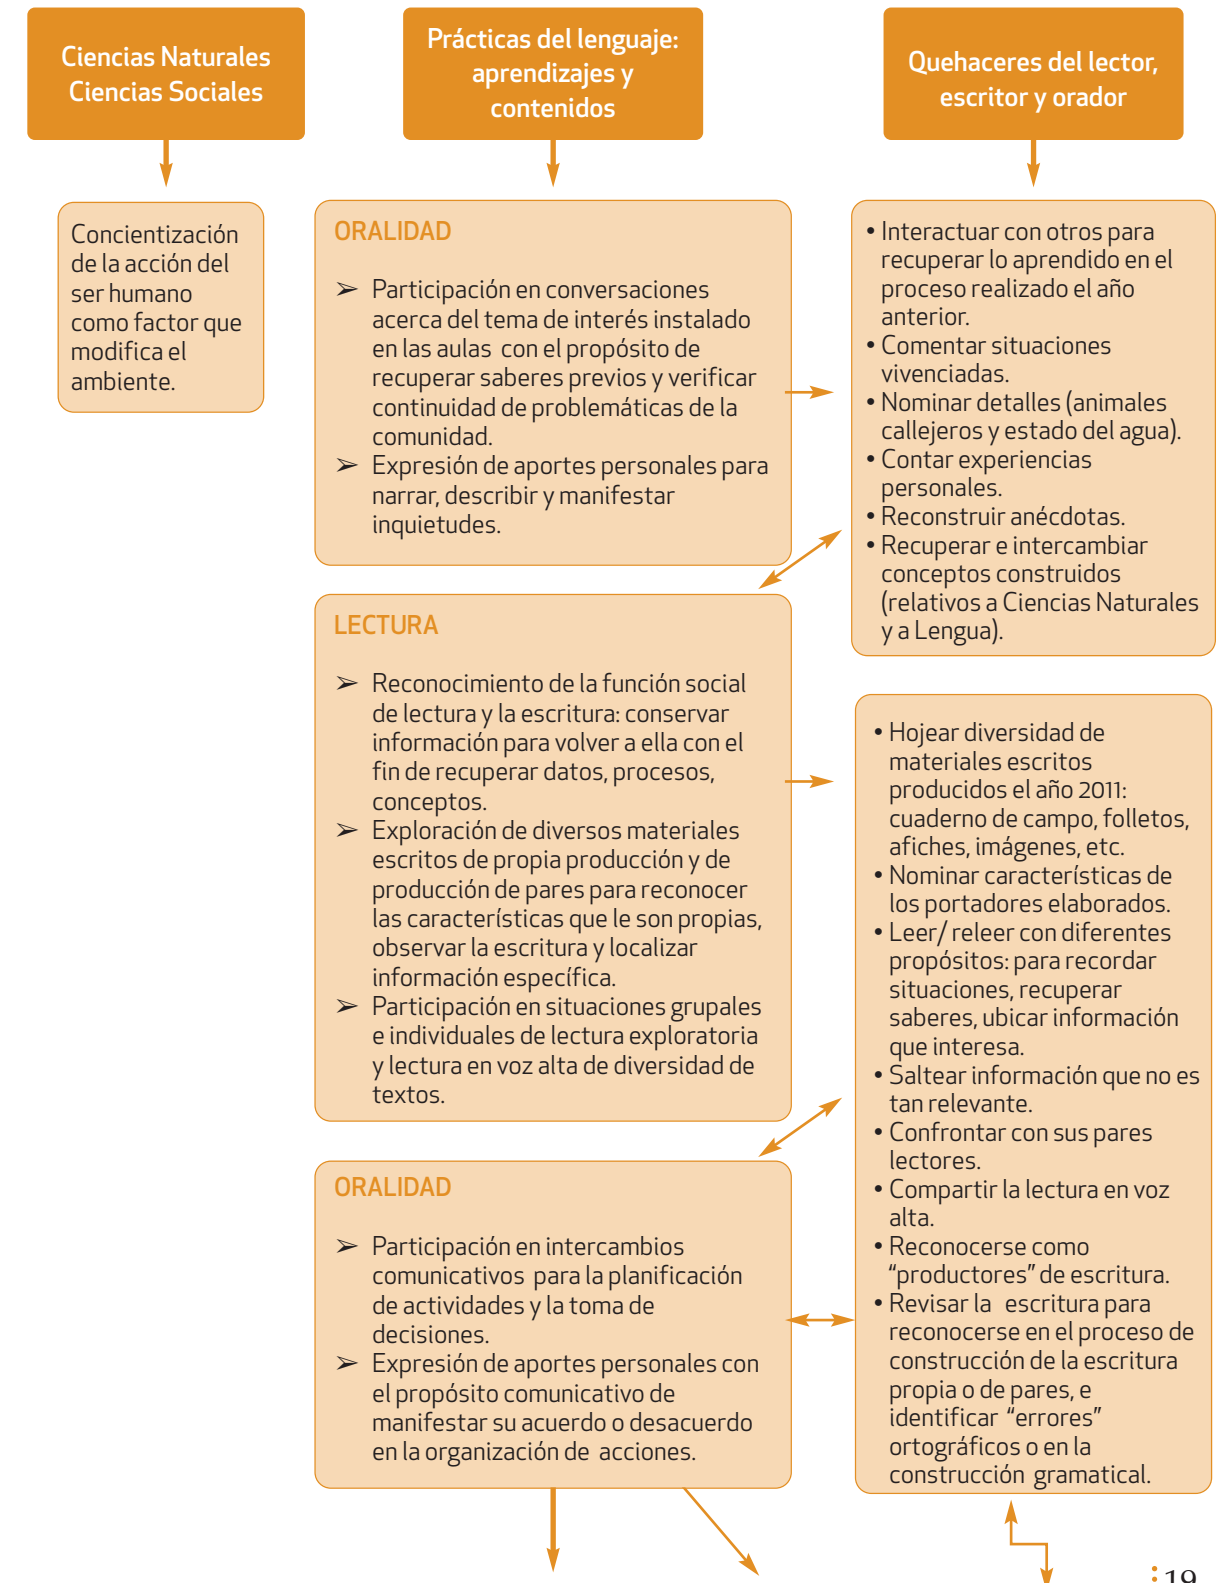 Ciencias Naturales
Ciencias Sociales
Prácticas del lenguaje:
aprendizajes y
contenidos
Quehaceres del lector,
escritor y orador
Concientización
de la acción del
ser humano
como factor que
modifica el
ambiente.
ORALIDAD
➢ Participación en conversaciones
acerca del tema de interés instalado
en las aulas con el propósito de
recuperar saberes previos y verificar
continuidad de problemáticas de la
comunidad.
➢ Expresión de aportes personales para
narrar, describir y manifestar
inquietudes.
• Interactuar con otros para
recuperar lo aprendido en el
proceso realizado el año
anterior.
• Comentar situaciones
vivenciadas.
• Nominar detalles (animales
callejeros y estado del agua).
• Contar experiencias
personales.
• Reconstruir anécdotas.
• Recuperar e intercambiar
conceptos construidos
(relativos a Ciencias Naturales
y a Lengua).
LECTURA
➢ Reconocimiento de la función social
de lectura y la escritura: conservar
información para volver a ella con el
fin de recuperar datos, procesos,
conceptos.
➢ Exploración de diversos materiales
escritos de propia producción y de
producción de pares para reconocer
las características que le son propias,
observar la escritura y localizar
información específica.
➢ Participación en situaciones grupales
e individuales de lectura exploratoria
y lectura en voz alta de diversidad de
textos.
• Hojear diversidad de
materiales escritos
producidos el año 2011:
cuaderno de campo, folletos,
afiches, imágenes, etc.
• Nominar características de
los portadores elaborados.
• Leer/ releer con diferentes
propósitos: para recordar
situaciones, recuperar
saberes, ubicar información
que interesa.
• Saltear información que no es
tan relevante.
• Confrontar con sus pares
lectores.
• Compartir la lectura en voz
alta.
• Reconocerse como
“productores” de escritura.
• Revisar la escritura para
reconocerse en el proceso de
construcción de la escritura
propia o de pares, e
identificar “errores”
ortográficos o en la
construcción gramatical.
ORALIDAD
➢ Participación en intercambios
comunicativos para la planificación
de actividades y la toma de
decisiones.
➢ Expresión de aportes personales con
el propósito comunicativo de
manifestar su acuerdo o desacuerdo
en la organización de acciones.
19